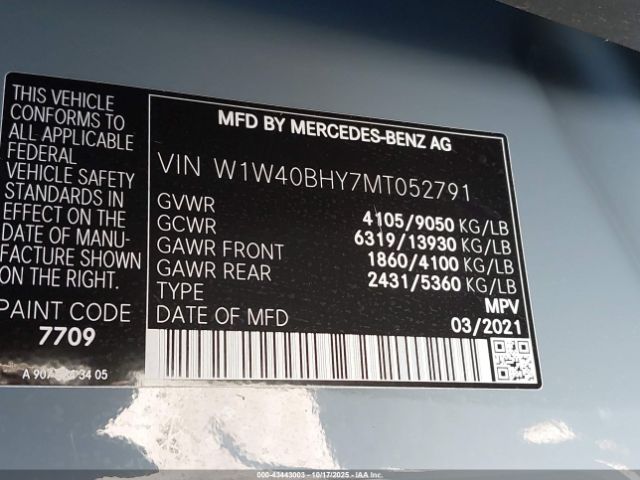 THIS VEHICLE
CONFORMS TO
ALL APPLICABLE
FEDERAL
VEHICLE SAFETY
STANDARDS IN
EFFECT ON THE
DATE OF MANU-
FACTURE SHOWN
ON THE RIGHT.
PAINT CODE
7709
A 907 34 05
MFD BY MERCEDES-BENZ AG
VIN W1W40BHY7MT052791
GVWR 4105/9050 KG/LB
GCWR 6319/13930 KG/LB
GAWR FRONT 1860/4100 KG/LB
GAWR REAR 2431/5360 KG/LB
TYPE MPV
DATE OF MFD 03/2021
000-43443003 - 10/17/2025 - IAA Inc.